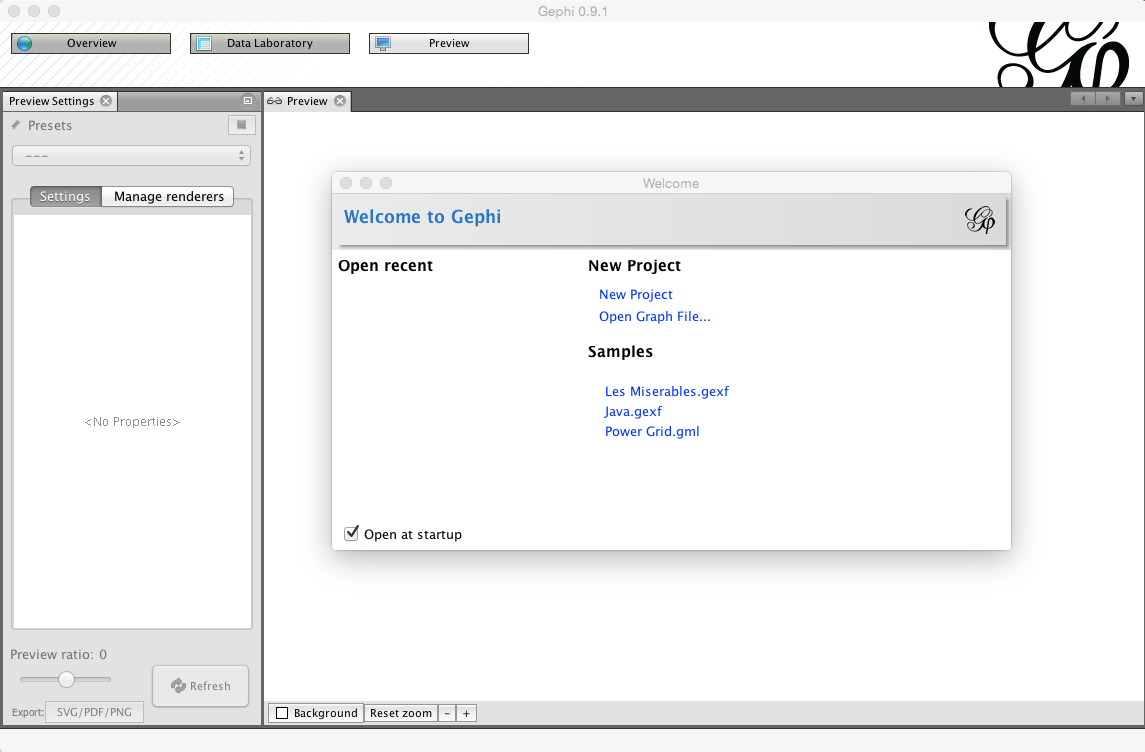 Gephi 0.9.1
Overview
Data Laboratory
Preview
Preview Settings
Preview
Presets
---
Settings
Manage renderers
<No Properties>
Preview ratio: 0
Refresh
Export:
SVG/PDF/PNG
Welcome
Welcome to Gephi
Open recent
New Project
New Project
Open Graph File...
Samples
Les Miserables.gexf
Java.gexf
Power Grid.gml
Open at startup
Background
Reset zoom
-
+